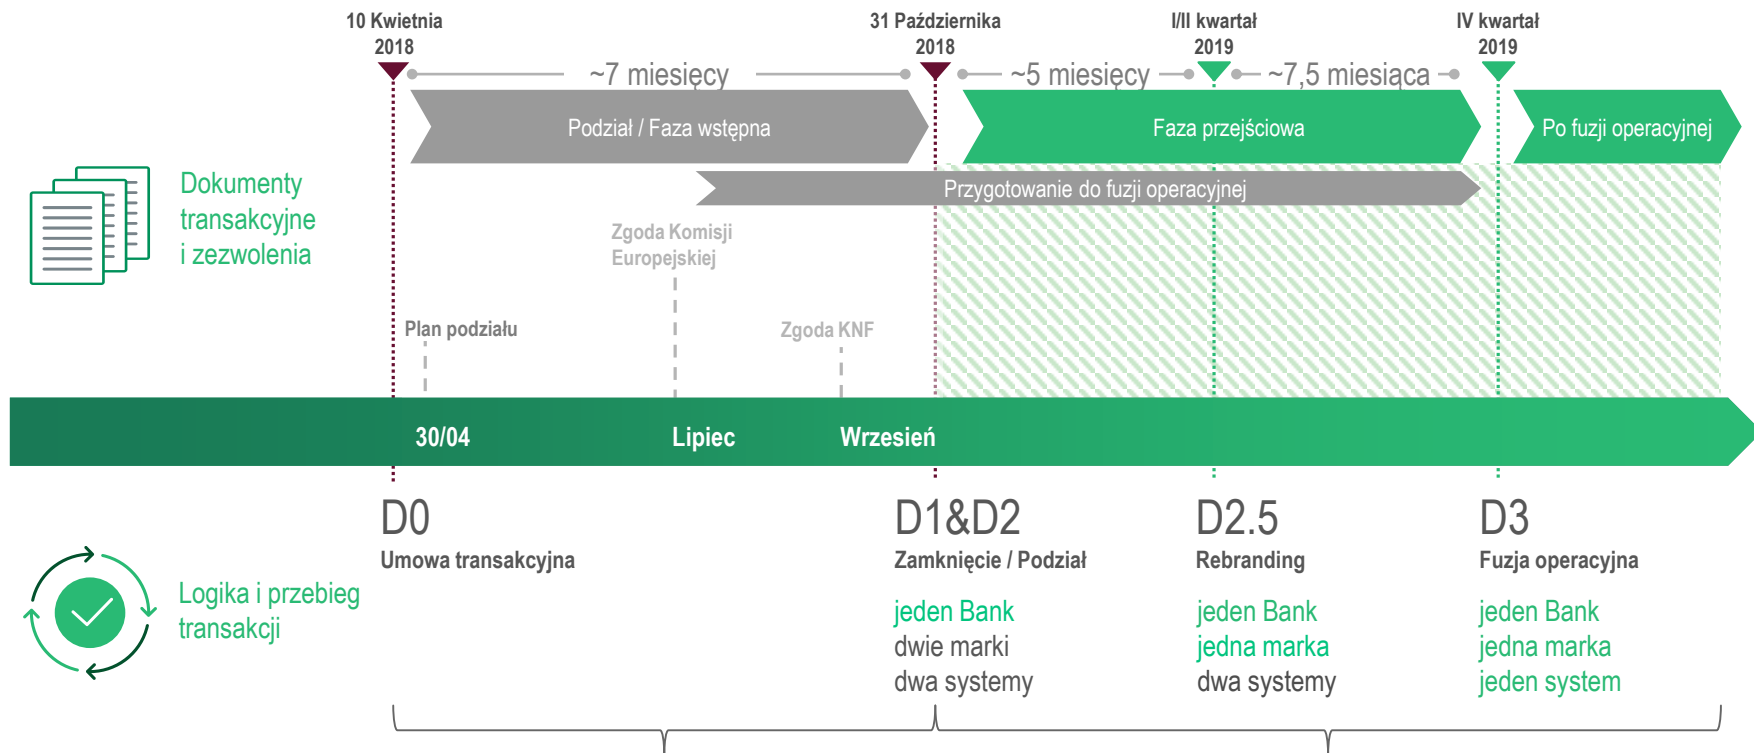 10 Kwietnia
2018
31 Października
2018
I/II kwartał
2019
IV kwartał
2019
~7 miesięcy
~5 miesięcy
~7,5 miesiąca
Podział / Faza wstępna
Faza przejściowa
Po fuzji operacyjnej
Przygotowanie do fuzji operacyjnej
Dokumenty
transakcyjne
i zezwolenia
Zgoda Komisji
Europejskiej
Plan podziału
Zgoda KNF
30/04
Lipiec
Wrzesień
D0
Umowa transakcyjna
D1&D2
Zamknięcie / Podział
jeden Bank
dwie marki
dwa systemy
D2.5
Rebranding
jeden Bank
jedna marka
dwa systemy
D3
Fuzja operacyjna
jeden Bank
jedna marka
jeden system
Logika i przebieg
transakcji